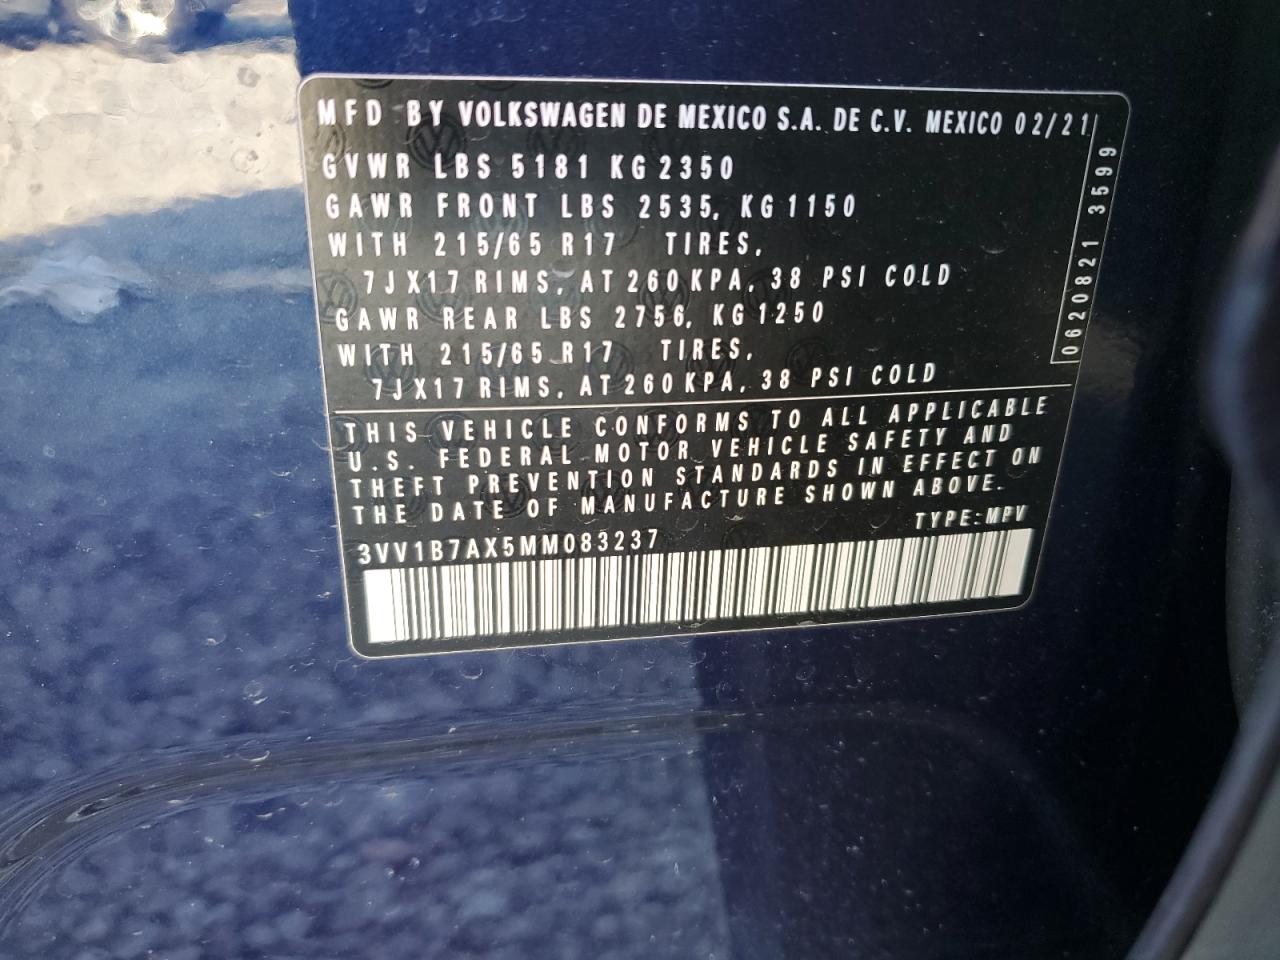 MFD BY VOLKSWAGEN DE MEXICO S.A. DE C.V. MEXICO 02/21
GVWR LBS 5181 KG 2350
GAWR FRONT LBS 2535, KG 1150
WITH 215/65 R17 TIRES,
7JX17 RIMS, AT 260 KPA, 38 PSI COLD
GAWR REAR LBS 2756, KG 1250
WITH 215/65 R17 TIRES,
7JX17 RIMS, AT 260 KPA, 38 PSI COLD
0620821 3599
THIS VEHICLE CONFORMS TO ALL APPLICABLE
U.S. FEDERAL MOTOR VEHICLE SAFETY AND
THEFT PREVENTION STANDARDS IN EFFECT ON
THE DATE OF MANUFACTURE SHOWN ABOVE.
TYPE:MPV
3VV1B7AX5MM083237